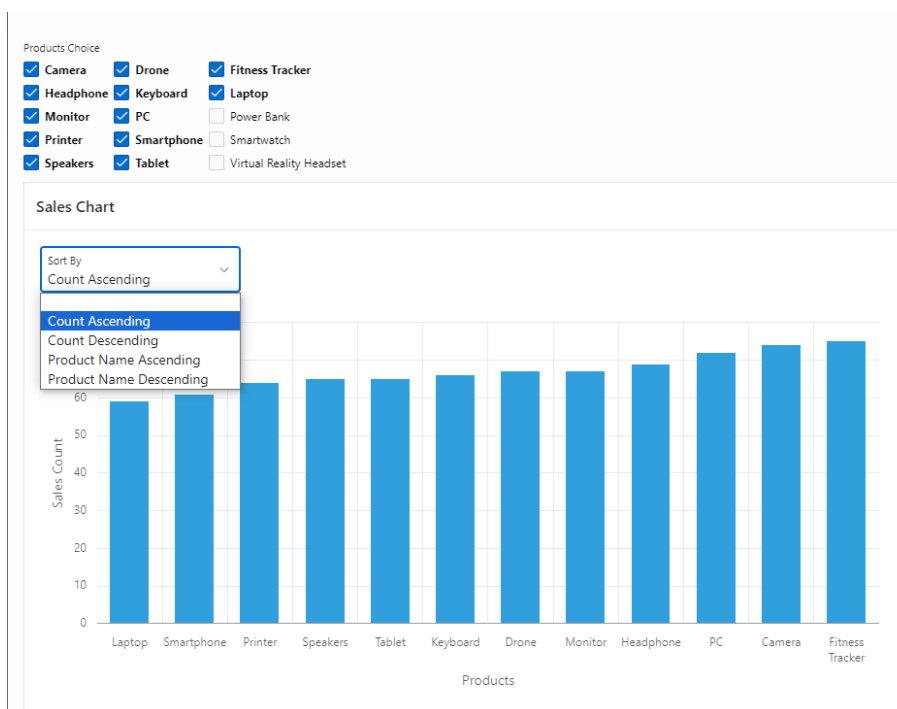 Products Choice
Camera Drone Fitness Tracker
Headphone Keyboard Laptop
Monitor PC Power Bank
Printer Smartphone Smartwatch
Speakers Tablet Virtual Reality Headset
Sales Chart
Sort By
Count Ascending
Count Ascending
Count Descending
Product Name Ascending
Product Name Descending
60
50
40
30
20
10
0
Sales Count
Laptop Smartphone Printer Speakers Tablet Keyboard Drone Monitor Headphone PC Camera Fitness
Tracker
Products